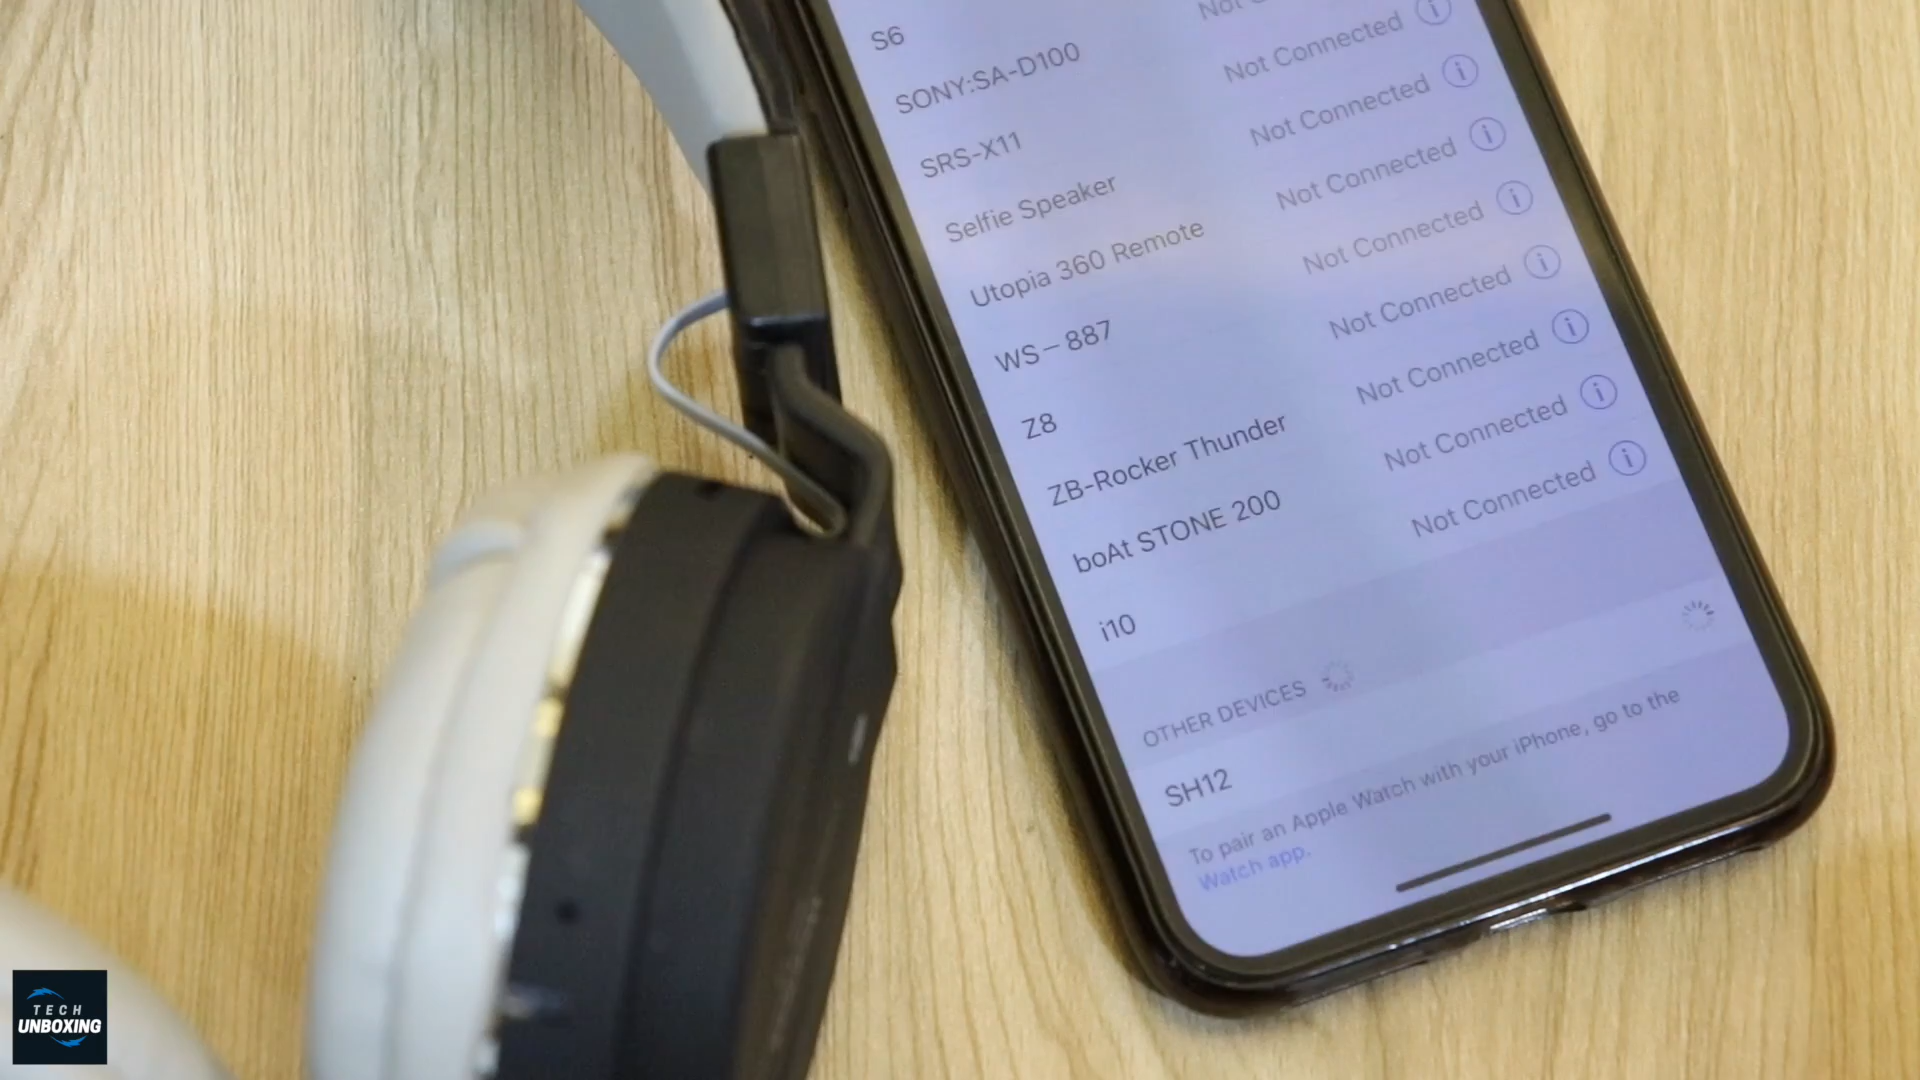 S6
Not
SONY:SA-D100
Not Connected
SRS-X11
Not Connected
Selfie Speaker
Not Connected
Utopia 360 Remote
Not Connected
WS – 887
Not Connected
Z8
Not Connected
ZB-Rocker Thunder
Not Connected
boAt STONE 200
Not Connected
i10
OTHER DEVICES
SH12
To pair an Apple Watch with your iPhone, go to the
Watch app.
TECH
UNBOXING